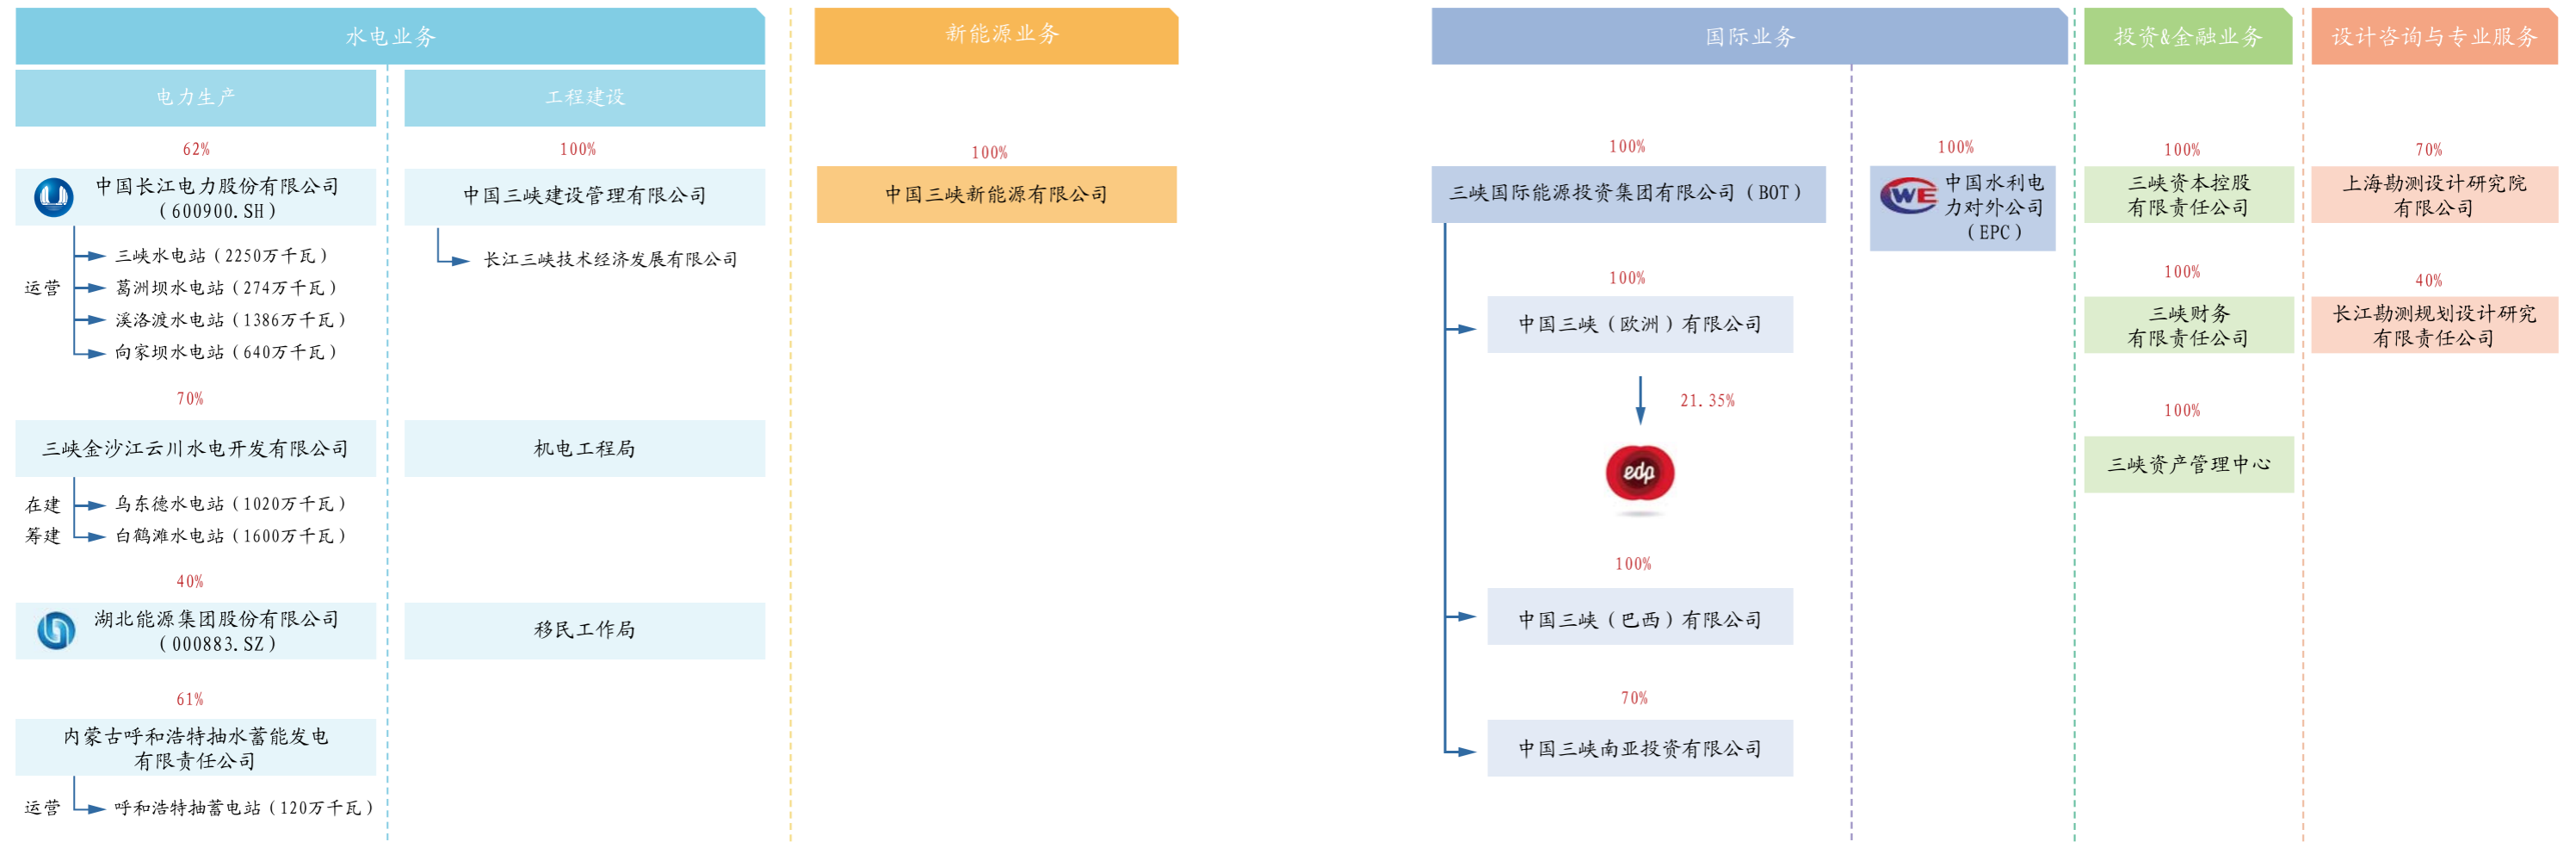 水电业务
电力生产
工程建设
62%
中国长江电力股份有限公司
（600900.SH）
运营
三峡水电站（2250万千瓦）
葛洲坝水电站（274万千瓦）
溪洛渡水电站（1386万千瓦）
向家坝水电站（640万千瓦）
70%
三峡金沙江云川水电开发有限公司
在建
乌东德水电站（1020万千瓦）
筹建
白鹤滩水电站（1600万千瓦）
40%
湖北能源集团股份有限公司
（000883.SZ）
61%
内蒙古呼和浩特抽水蓄能发电
有限责任公司
运营
呼和浩特抽蓄电站（120万千瓦）
100%
中国三峡建设管理有限公司
长江三峡技术经济发展有限公司
机电工程局
移民工作局
新能源业务
100%
中国三峡新能源有限公司
国际业务
100%
三峡国际能源投资集团有限公司（BOT）
100%
中国三峡（欧洲）有限公司
21.35%
edp
100%
中国三峡（巴西）有限公司
70%
中国三峡南亚投资有限公司
100%
CWE
中国水利电
力对外公司
（EPC）
投资&金融业务
100%
三峡资本控股
有限责任公司
100%
三峡财务
有限责任公司
100%
三峡资产管理中心
设计咨询与专业服务
70%
上海勘测设计研究院
有限公司
40%
长江勘测规划设计研究
有限责任公司